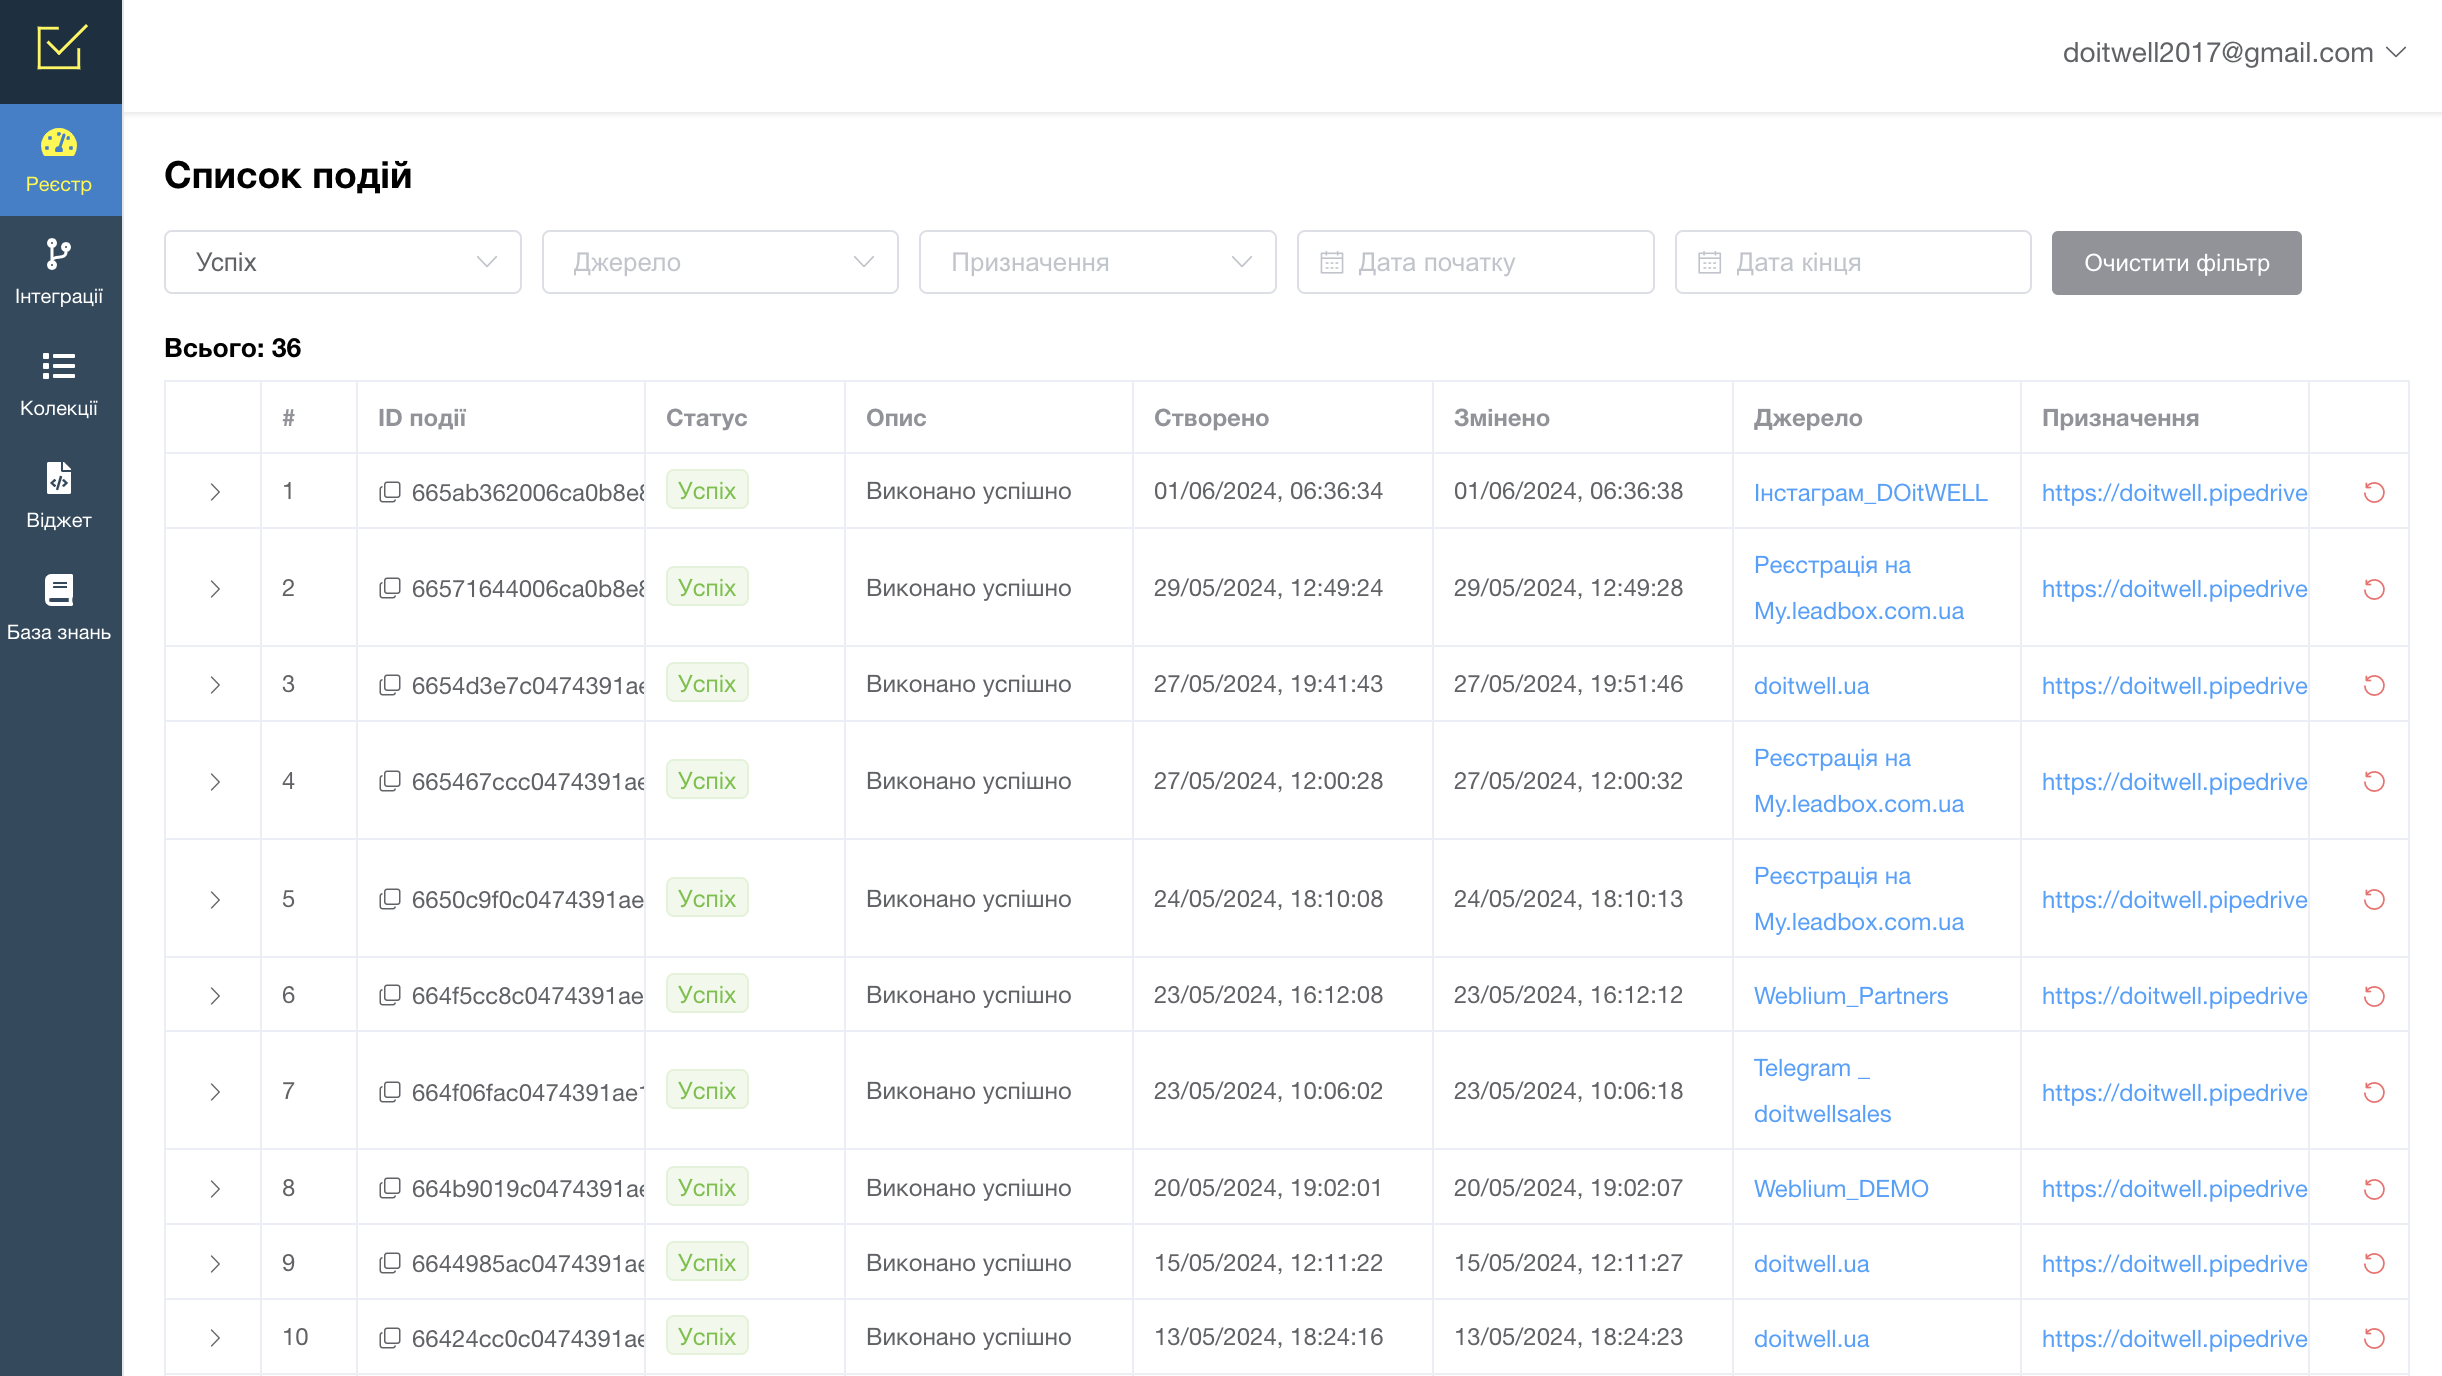 doitwell2017@gmail.com
Реєстр
Інтеграції
Колекції
Віджет
База знань
Список подій
Успіх Джерело Призначення Дата початку Дата кінця Очистити фільтр
Всього: 36
# ID події Статус Опис Створено Змінено Джерело Призначення
1 665ab362006ca0b8e8 Успіх Виконано успішно 01/06/2024, 06:36:34 01/06/2024, 06:36:38 Інстаграм_DOitWELL https://doitwell.pipedrive
2 66571644006ca0b8e8 Успіх Виконано успішно 29/05/2024, 12:49:24 29/05/2024, 12:49:28 Реєстрація на My.leadbox.com.ua https://doitwell.pipedrive
3 6654d3e7c0474391ae Успіх Виконано успішно 27/05/2024, 19:41:43 27/05/2024, 19:51:46 doitwell.ua https://doitwell.pipedrive
4 665467ccc0474391ae Успіх Виконано успішно 27/05/2024, 12:00:28 27/05/2024, 12:00:32 Реєстрація на My.leadbox.com.ua https://doitwell.pipedrive
5 6650c9f0c0474391ae Успіх Виконано успішно 24/05/2024, 18:10:08 24/05/2024, 18:10:13 Реєстрація на My.leadbox.com.ua https://doitwell.pipedrive
6 664f5cc8c0474391ae Успіх Виконано успішно 23/05/2024, 16:12:08 23/05/2024, 16:12:12 Weblium_Partners https://doitwell.pipedrive
7 664f06fac0474391ae1 Успіх Виконано успішно 23/05/2024, 10:06:02 23/05/2024, 10:06:18 Telegram _ doitwellsales https://doitwell.pipedrive
8 664b9019c0474391ae Успіх Виконано успішно 20/05/2024, 19:02:01 20/05/2024, 19:02:07 Weblium_DEMO https://doitwell.pipedrive
9 6644985ac0474391ae Успіх Виконано успішно 15/05/2024, 12:11:22 15/05/2024, 12:11:27 doitwell.ua https://doitwell.pipedrive
10 66424cc0c0474391ae Успіх Виконано успішно 13/05/2024, 18:24:16 13/05/2024, 18:24:23 doitwell.ua https://doitwell.pipedrive